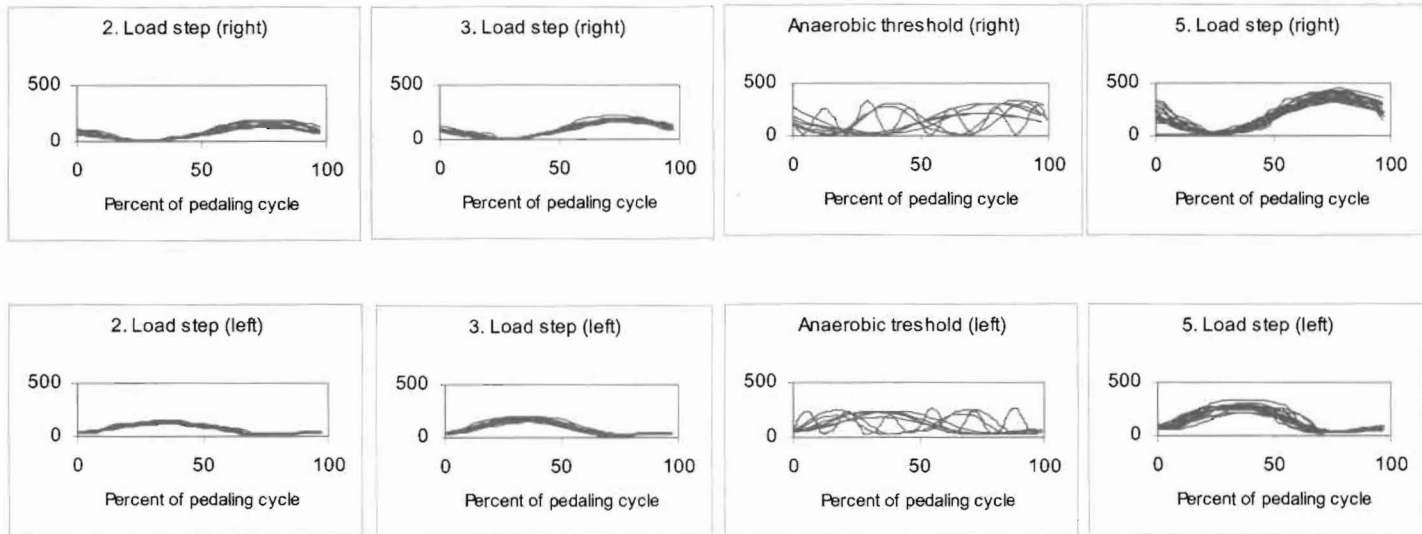 2. Load step (right)
500
0
0 50 100
Percent of pedaling cycle
3. Load step (right)
500
0
0 50 100
Percent of pedaling cycle
Anaerobic threshold (right)
500
0
0 50 100
Percent of pedaling cycle
5. Load step (right)
500
0
0 50 100
Percent of pedaling cycle
2. Load step (left)
500
0
0 50 100
Percent of pedaling cycle
3. Load step (left)
500
0
0 50 100
Percent of pedaling cycle
Anaerobic treshold (left)
500
0
0 50 100
Percent of pedaling cycle
5. Load step (left)
500
0
0 50 100
Percent of pedaling cycle